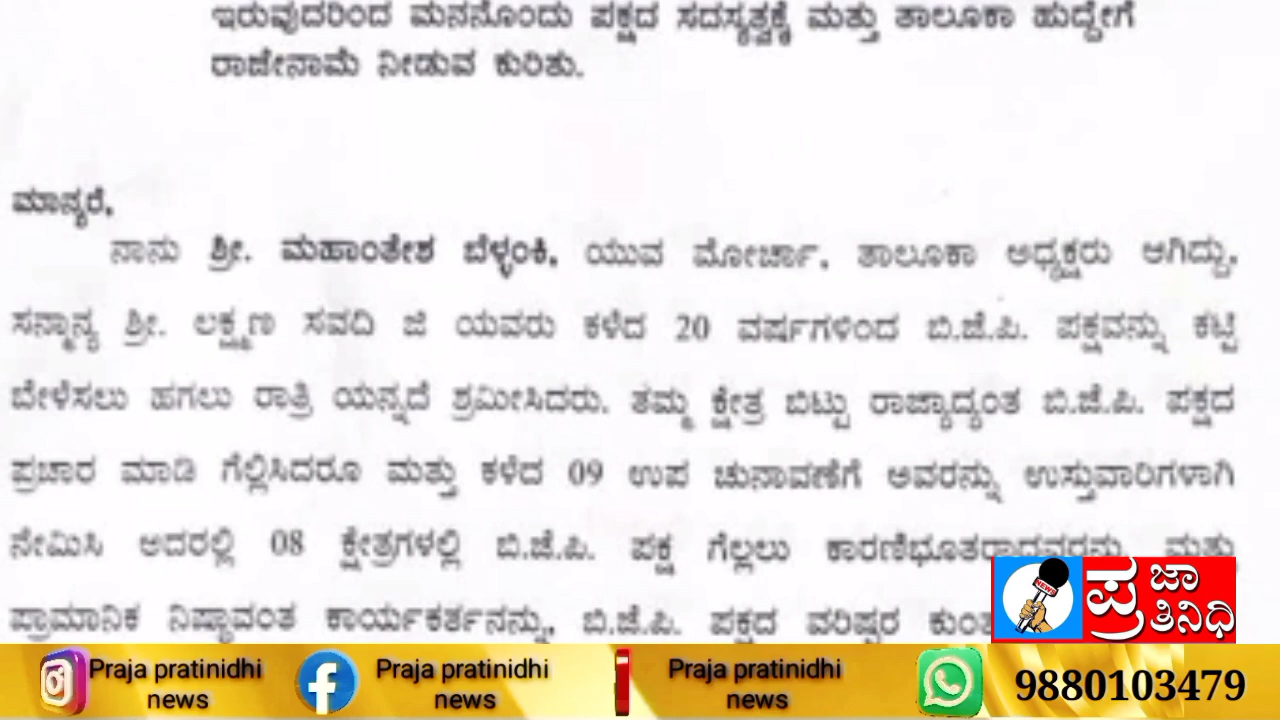 ಇರುವುದರಿಂದ ಮನನೊಂದು ಪಕ್ಷದ ಸದಸ್ಯತ್ವಕ್ಕೆ ಮತ್ತು ತಾಲೂಕಾ ಹುದ್ದೇಗೆ
ರಾಜೇನಾಮೆ ನೀಡುವ ಕುರಿತು.
ಮಾನ್ಯರೆ,
ನಾನು ಶ್ರೀ. ಮಹಾಂತೇಶ ಬೆಳ್ಳಂಕಿ, ಯುವ ಮೋರ್ಚಾ, ತಾಲೂಕಾ ಅಧ್ಯಕ್ಷರು ಆಗಿದ್ದು,
ಸನ್ಮಾನ್ಯ ಶ್ರೀ. ಲಕ್ಷ್ಮಣ ಸವದಿ ಜಿ ಯವರು ಕಳೆದ 20 ವರ್ಷಗಳಿಂದ ಬಿ.ಜೆ.ಪಿ. ಪಕ್ಷವನ್ನು ಕಟ್ಟಿ
ಬೇಳೆಸಲು ಹಗಲು ರಾತ್ರಿ ಯನ್ನದೆ ಶ್ರಮೀಸಿದರು. ತಮ್ಮ ಕ್ಷೇತ್ರ ಬಿಟ್ಟು ರಾಜ್ಯಾದ್ಯಂತ ಬಿ.ಜೆ.ಪಿ. ಪಕ್ಷದ
ಪ್ರಚಾರ ಮಾಡಿ ಗೆಲ್ಲಿಸಿದರೂ ಮತ್ತು ಕಳೆದ 09 ಉಪ ಚುನಾವಣೆಗೆ ಅವರನ್ನು ಉಸ್ತುವಾರಿಗಳಾಗಿ
ನೇಮಿಸಿ ಅದರಲ್ಲಿ 08 ಕ್ಷೇತ್ರಗಳಲ್ಲಿ ಬಿ.ಜೆ.ಪಿ. ಪಕ್ಷ ಗೆಲ್ಲಲು ಕಾರಣಿಭೂತರಾದವರನ್ನು ಮತ್ತು
ಪ್ರಾಮಾನಿಕ ನಿಷ್ಠಾವಂತ ಕಾರ್ಯಕರ್ತನನ್ನು, ಬಿ.ಜೆ.ಪಿ. ಪಕ್ಷದ ವರಿಷ್ಠರ
NEWS
ಪ್ರಜಾ
ಪ್ರತಿನಿಧಿ
Praja pratinidhi
news
Praja pratinidhi
news
Praja pratinidhi
news
9880103479